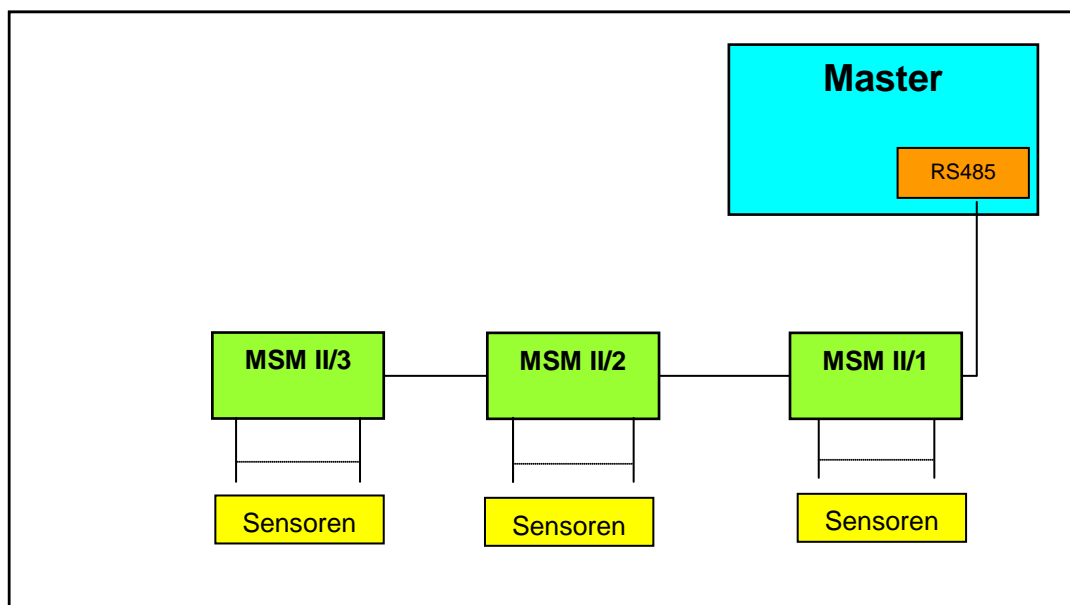 Master
RS485
MSM II/3
MSM II/2
MSM II/1
Sensoren
Sensoren
Sensoren